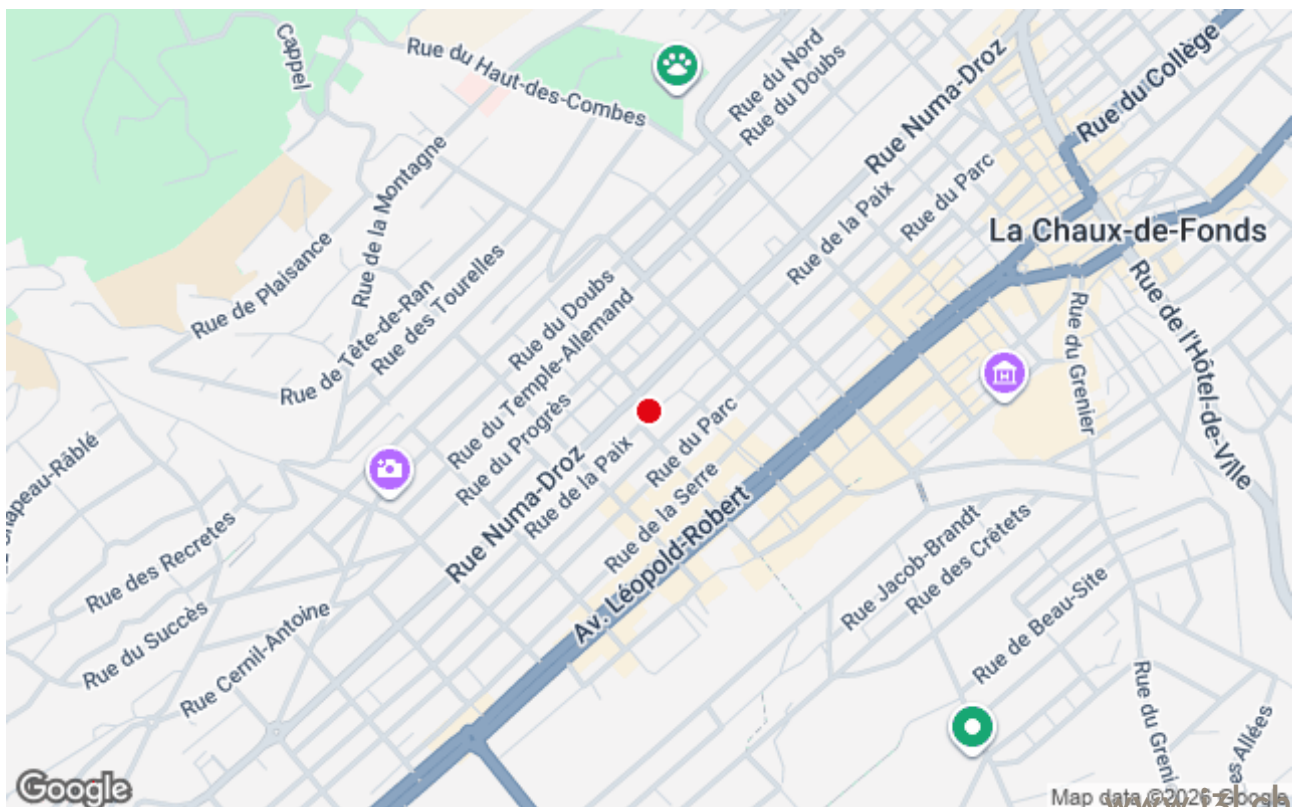 Cappel
Rue du Haut-des-Combes
Rue du Nord
Rue du Doubs
Rue Numa-Droz
Rue du Collège
Rue de la Montagne
Rue de la Paix
Rue du Parc
La Chaux-de-Fonds
Rue de Plaisance
Rue de Tête-de-Ran
Rue des Tourelles
Rue du Doubs
Rue du Temple-Allemand
Rue du Progrès
Rue Numa-Droz
Rue de la Paix
Rue du Parc
Rue de la Serre
Av. Léopold-Robert
Rue du Grenier
Rue de l'Hôtel-de-Ville
Chapeau-Râblé
Rue des Recretes
Rue du Succès
Rue Cernil-Antoine
Rue Jacob-Brandt
Rue des Crêtets
Rue de Beau-Site
Rue du Grenier
Allées
Google
Map data ©2026 Google